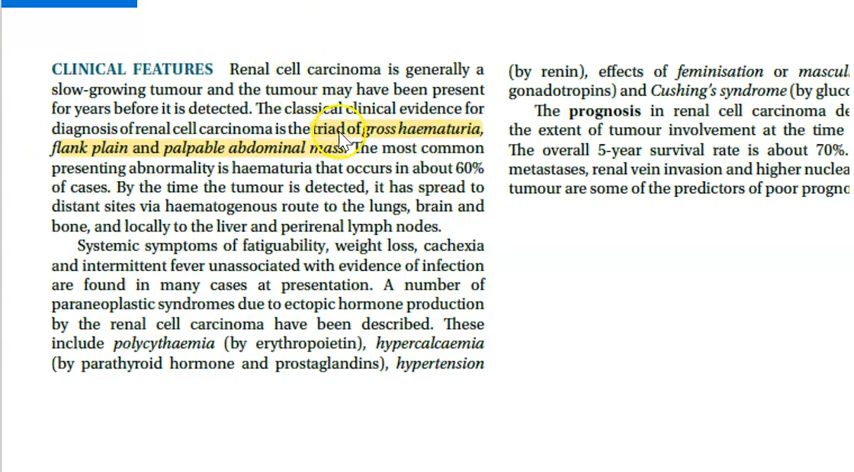 CLINICAL FEATURES Renal cell carcinoma is generally a
slow-growing tumour and the tumour may have been present
for years before it is detected. The classical clinical evidence for
diagnosis of renal cell carcinoma is the triad of gross haematuria,
flank plain and palpable abdominal mass. The most common
presenting abnormality is haematuria that occurs in about 60%
of cases. By the time the tumour is detected, it has spread to
distant sites via haematogenous route to the lungs, brain and
bone, and locally to the liver and perirenal lymph nodes.
Systemic symptoms of fatiguability, weight loss, cachexia
and intermittent fever unassociated with evidence of infection
are found in many cases at presentation. A number of
paraneoplastic syndromes due to ectopic hormone production
by the renal cell carcinoma have been described. These
include polycythaemia (by erythropoietin), hypercalcaemia
(by parathyroid hormone and prostaglandins), hypertension
(by renin), effects of feminisation or mascul
gonadotropins) and Cushing's syndrome (by gluco
The prognosis in renal cell carcinoma de
the extent of tumour involvement at the time
The overall 5-year survival rate is about 70%.
metastases, renal vein invasion and higher nuclea
tumour are some of the predictors of poor progno